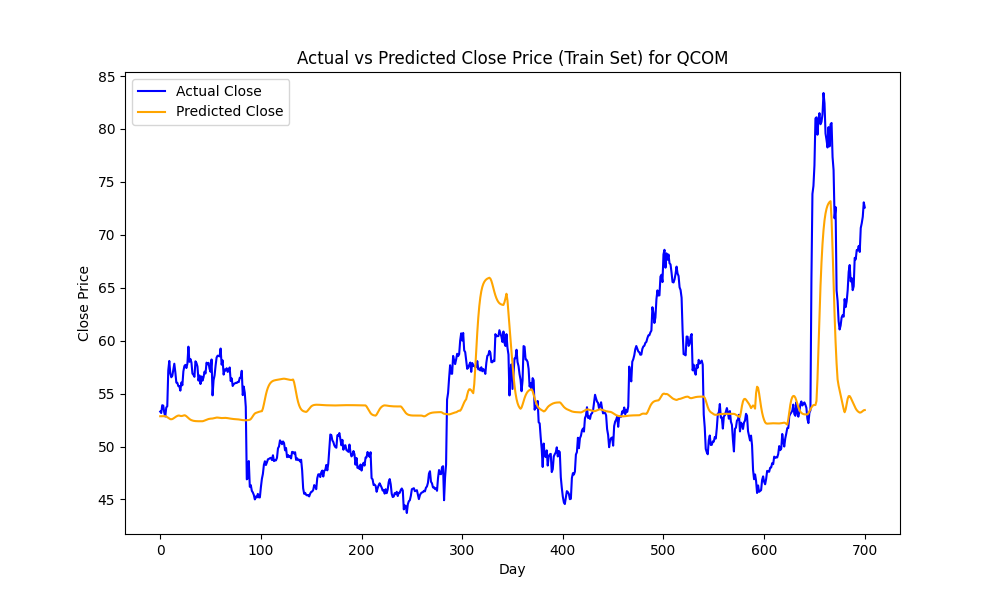 Actual vs Predicted Close Price (Train Set) for QCOM
Actual Close
Predicted Close
85
80
75
70
65
60
55
50
45
Close Price
0 100 200 300 400 500 600 700
Day